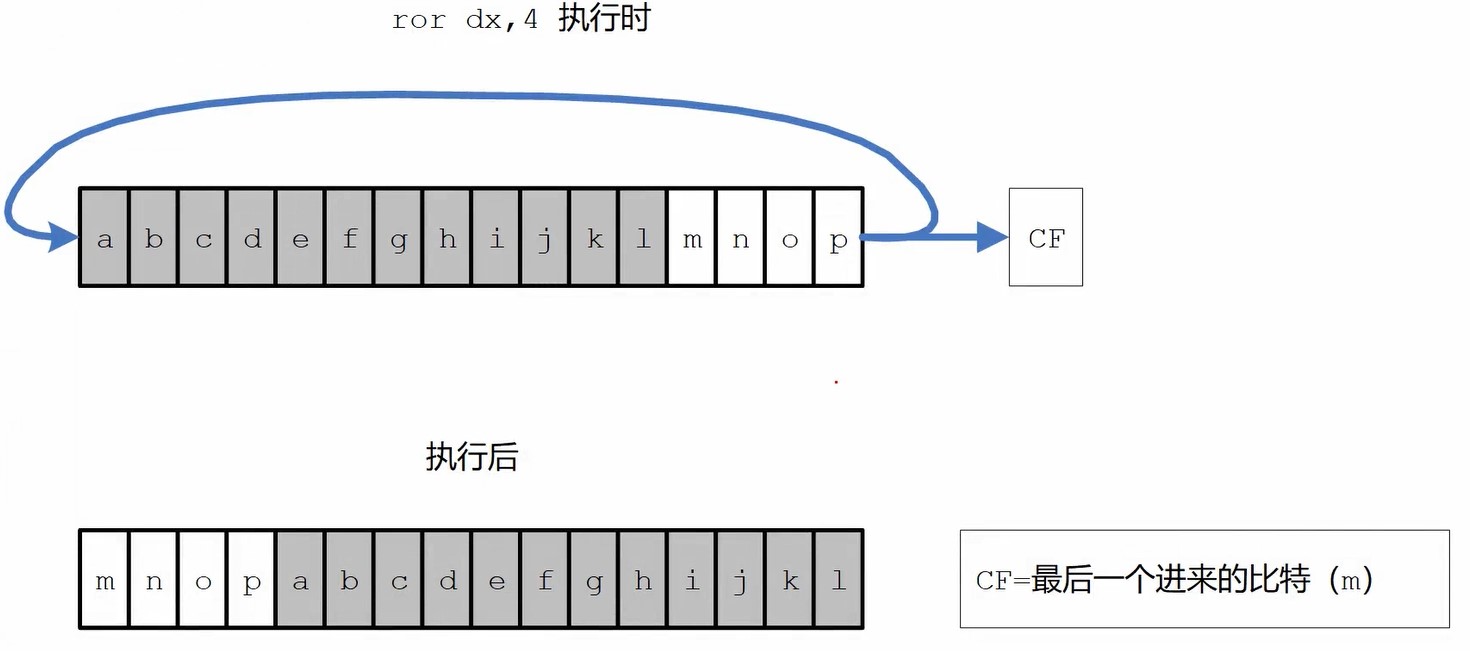 ror dx,4 执行时
a b c d e f g h i j k l m n o p
CF
执行后
m n o p a b c d e f g h i j k l
CF=最后一个进来的比特（m）